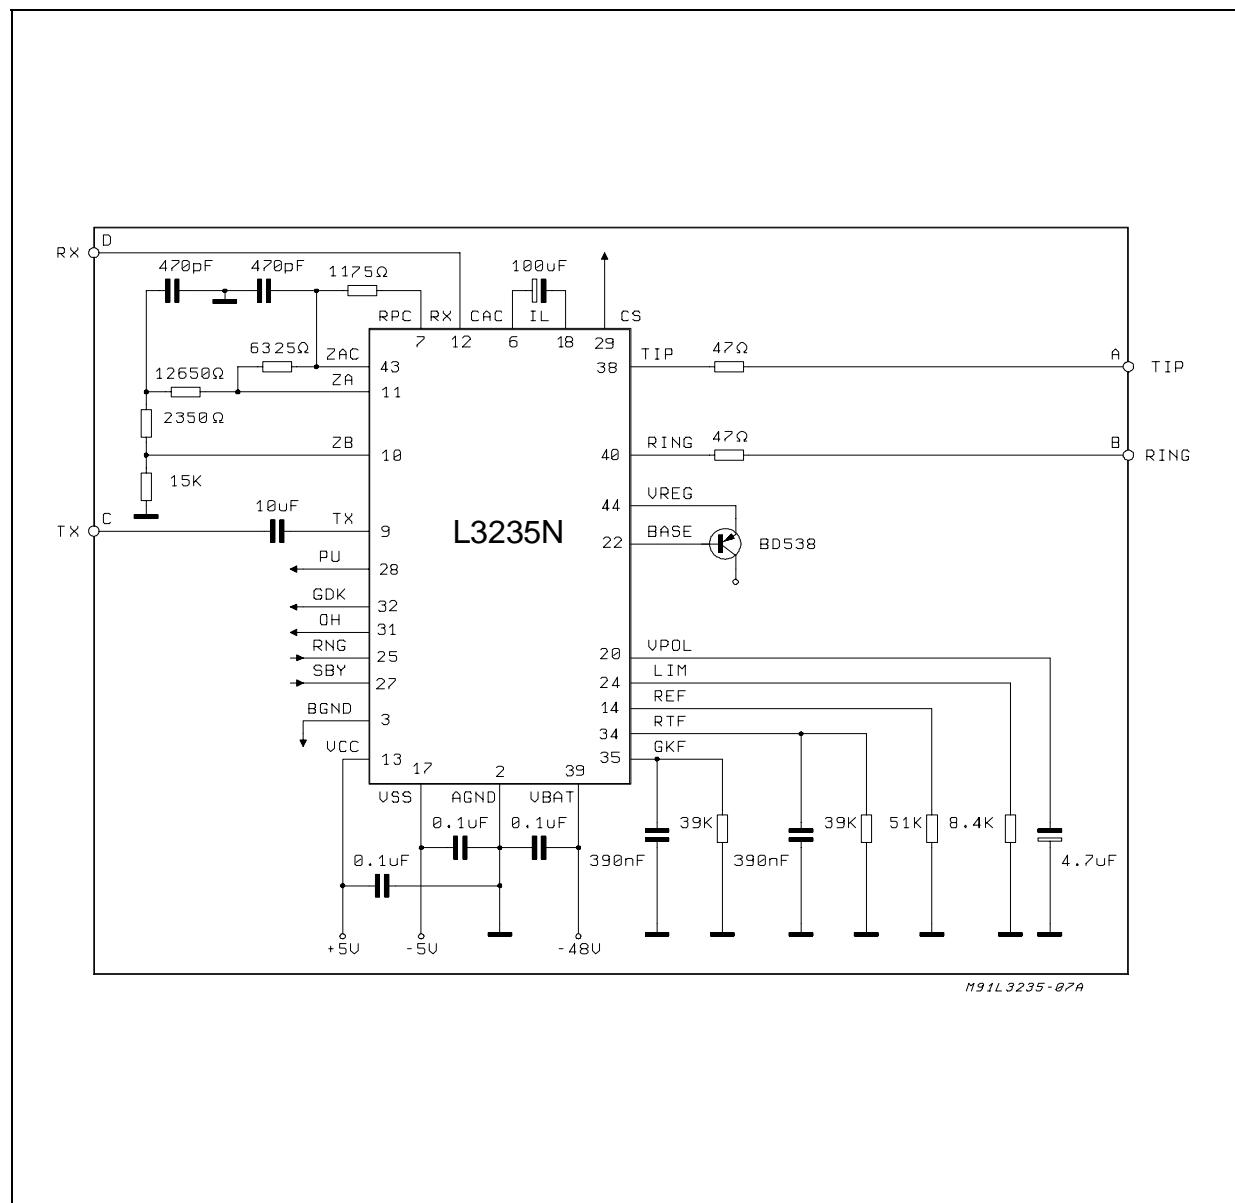 D
RX
470pF 470pF 1175Ω 100uF
RPC RX CAC IL CS
7 12 6 18 29
6325Ω ZAC 43 38 TIP 47Ω A TIP
12650Ω ZA 11
2350Ω
ZB 10 40 RING 47Ω B RING
15K
10uF 44 VREG
TX C TX 9 L3235N 22 BASE BD538
PU 28
GDK 32
OH 31
RNG 25 20 VPOL
SBY 27 24 LIM
BGND 3 14 REF
34 RTF
VCC 13 17 2 39 35 GKF
VSS AGND VBAT
0.1uF 0.1uF 39K 39K 51K 8.4K
0.1uF 390nF 390nF 4.7uF
+5V -5V -48V
M91L3235-07A